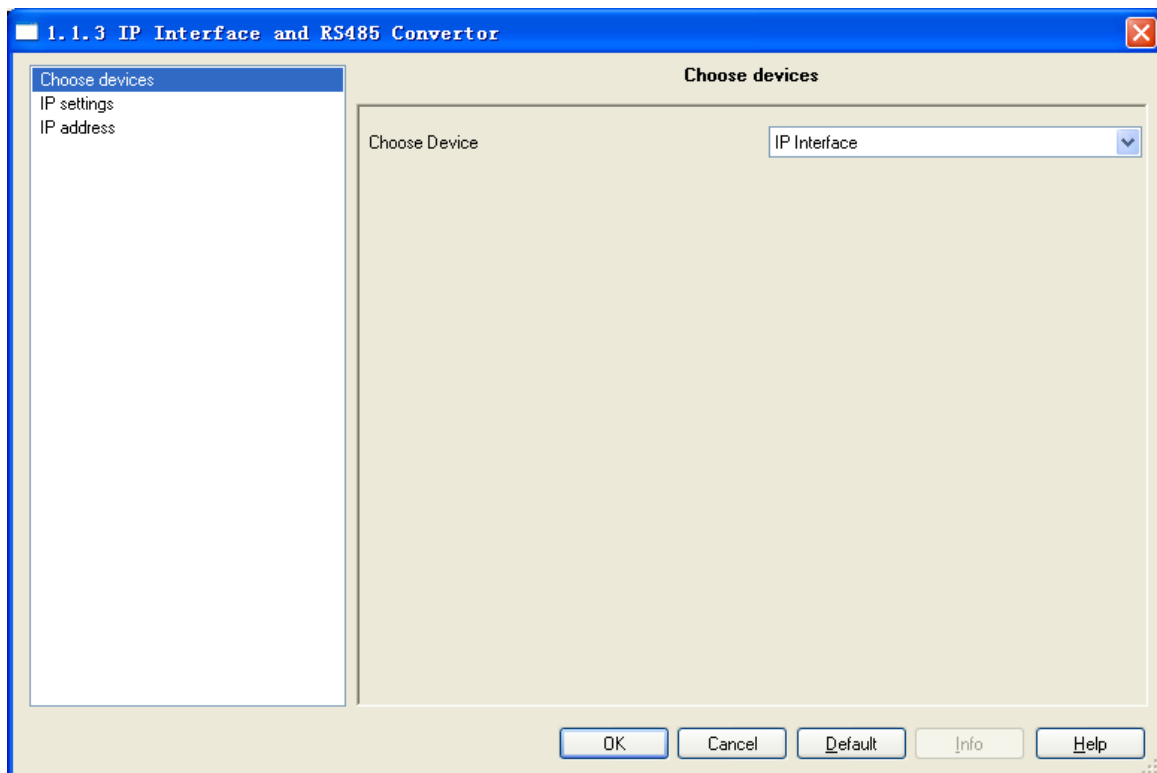 1.1.3 IP Interface and RS485 Convertor
Choose devices
IP settings
IP address
Choose devices
Choose Device IP Interface
OK Cancel Default Info Help